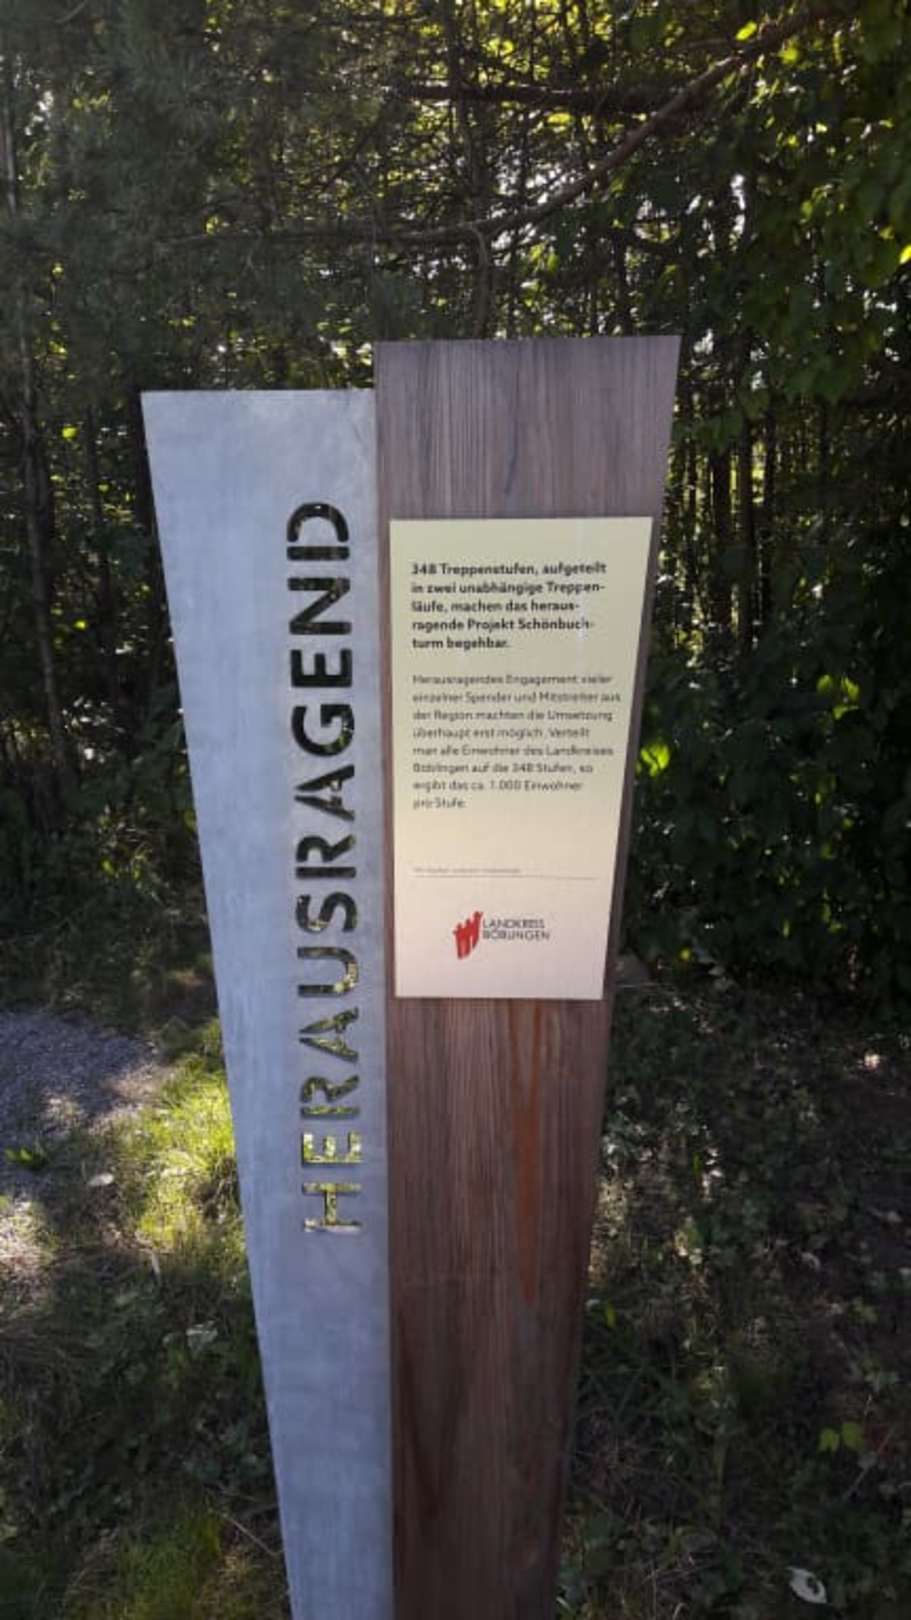 HERAUSRAGEND
348 Treppenstufen, aufgeteilt
in zwei unabhängige Treppen-
läufe, machen das heraus-
ragende Projekt Schönbuch-
turm begehbar.
Herausragendes Engagement vieler
einzelner Spender und Mitstreiter aus
der Region machten die Umsetzung
überhaupt erst möglich. Verteilt
man alle Einwohner des Landkreises
Böblingen auf die 348 Stufen, so
ergibt das ca. 1.000 Einwohner
pro Stufe.
LANDKREIS
BÖBLINGEN